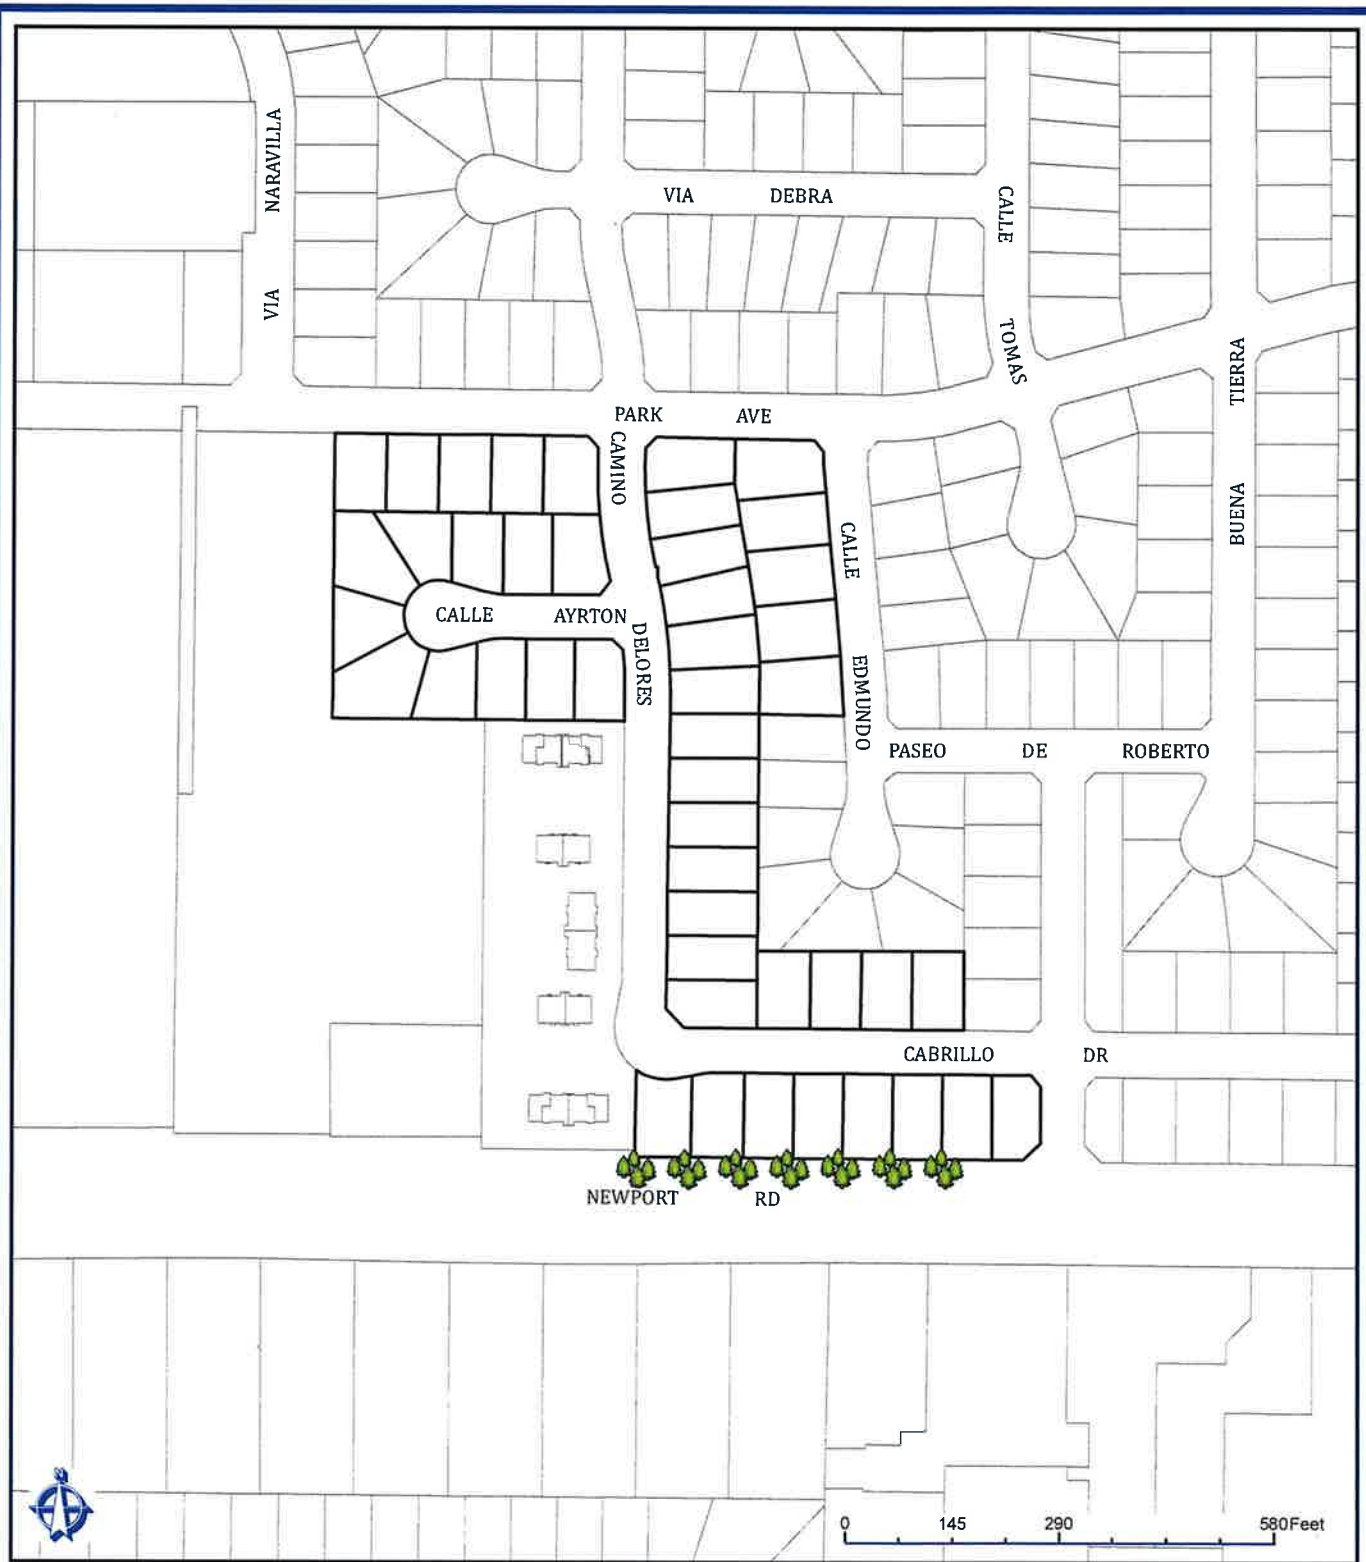 VIA NARAVILLA
VIA DEBRA
CALLE TOMAS
BUENA TIERRA
PARK AVE
CAMINO DELORES
CALLE EDMUNDO
CALLE AYRTON
PASEO DE ROBERTO
CABRILLO DR
NEWPORT RD
0 145 290 580Feet